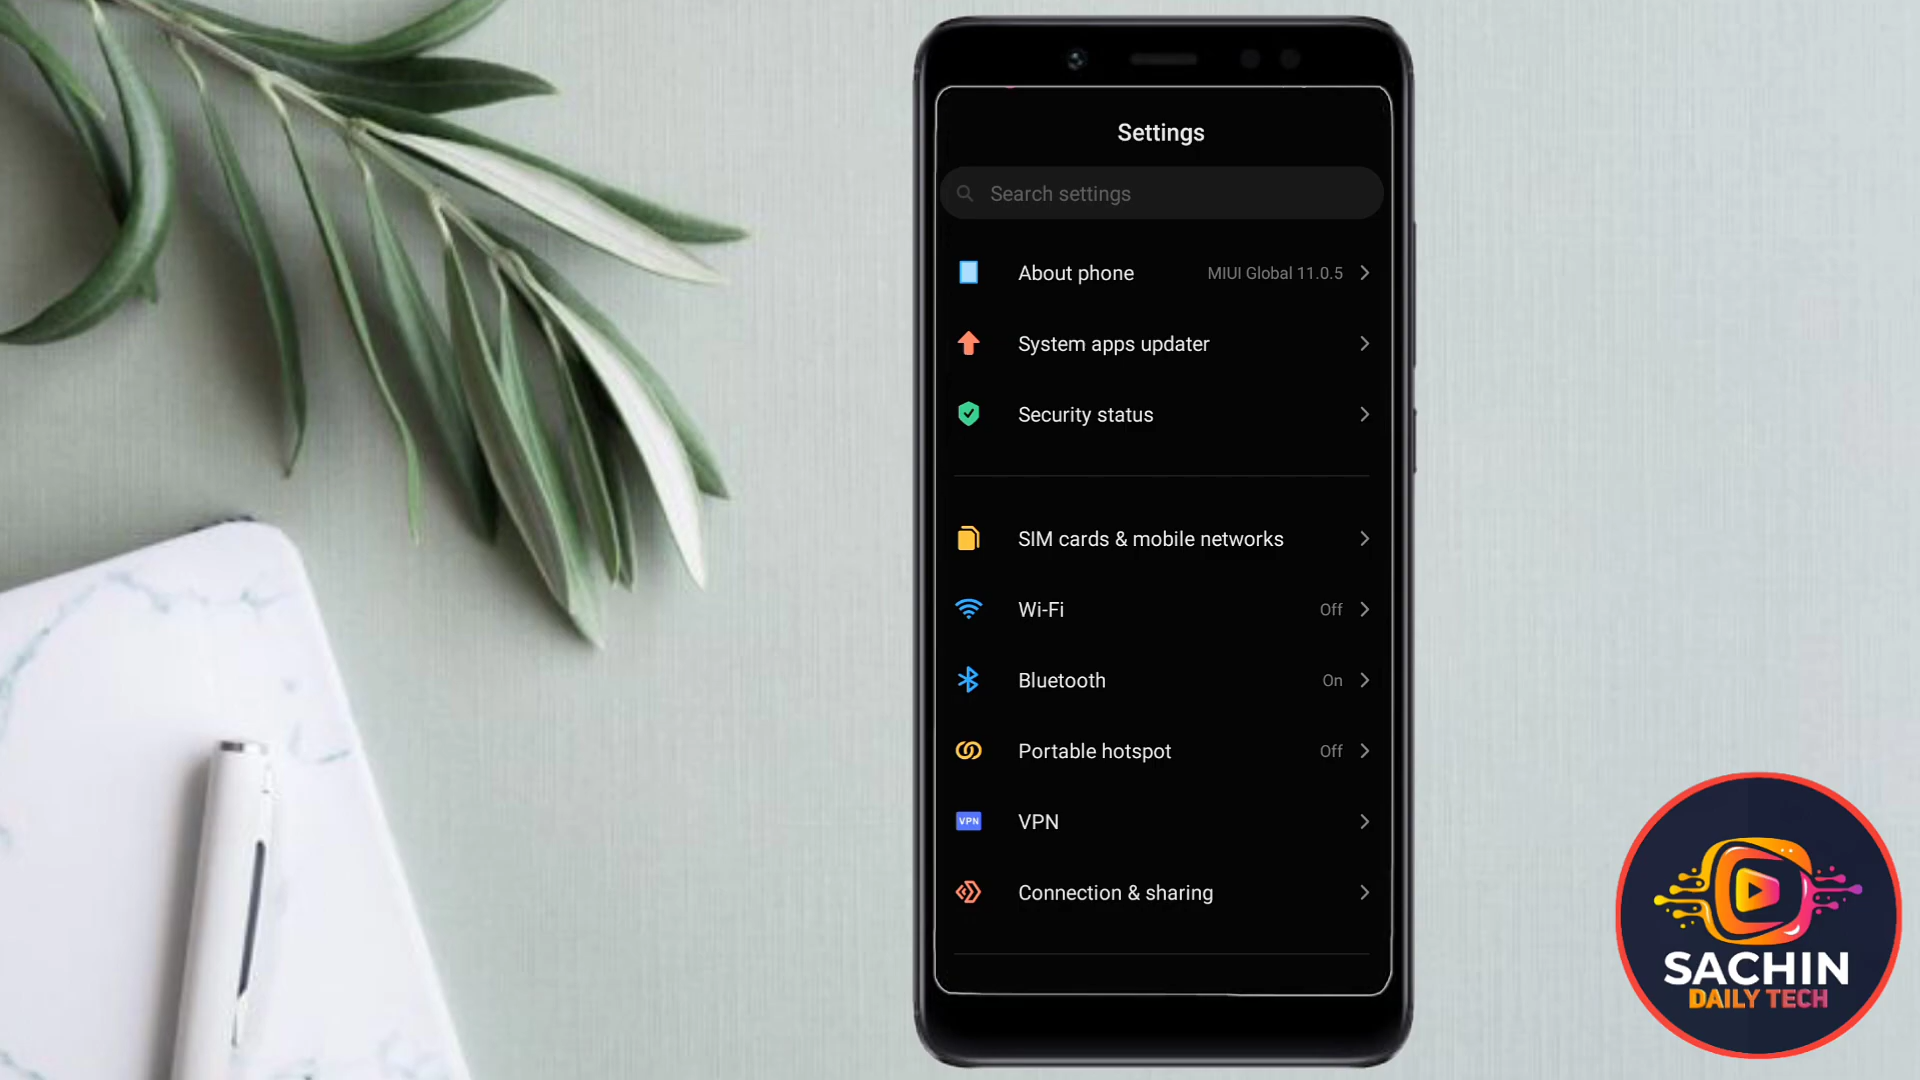 Settings
Search settings
About phone MIUI Global 11.0.5
System apps updater
Security status
SIM cards & mobile networks
Wi-Fi Off
Bluetooth On
Portable hotspot Off
VPN VPN
Connection & sharing
SACHIN
DAILY TECH